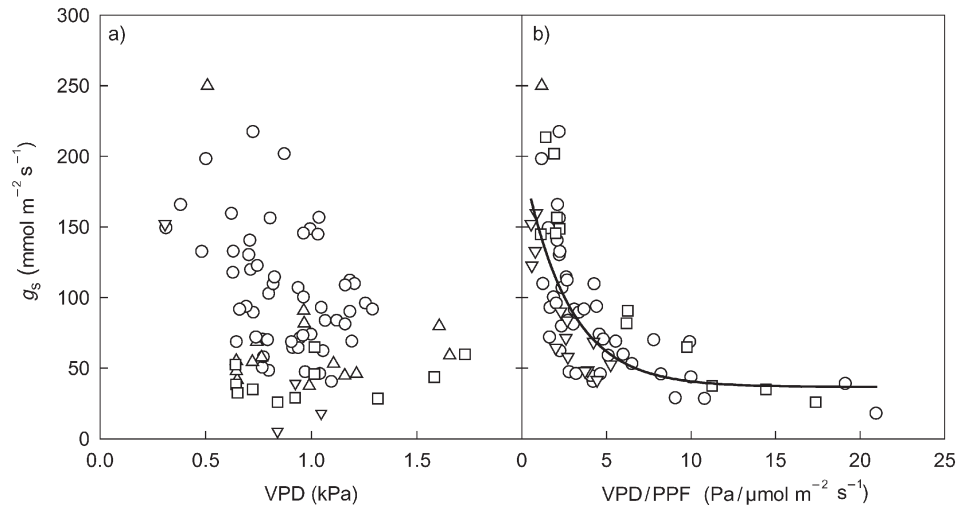 a)
b)
300
250
200
150
100
50
0
gs (mmol m⁻² s⁻¹)
0.0 0.5 1.0 1.5
0 5 10 15 20 25
VPD (kPa)
VPD/PPF (Pa/μmol m⁻² s⁻¹)